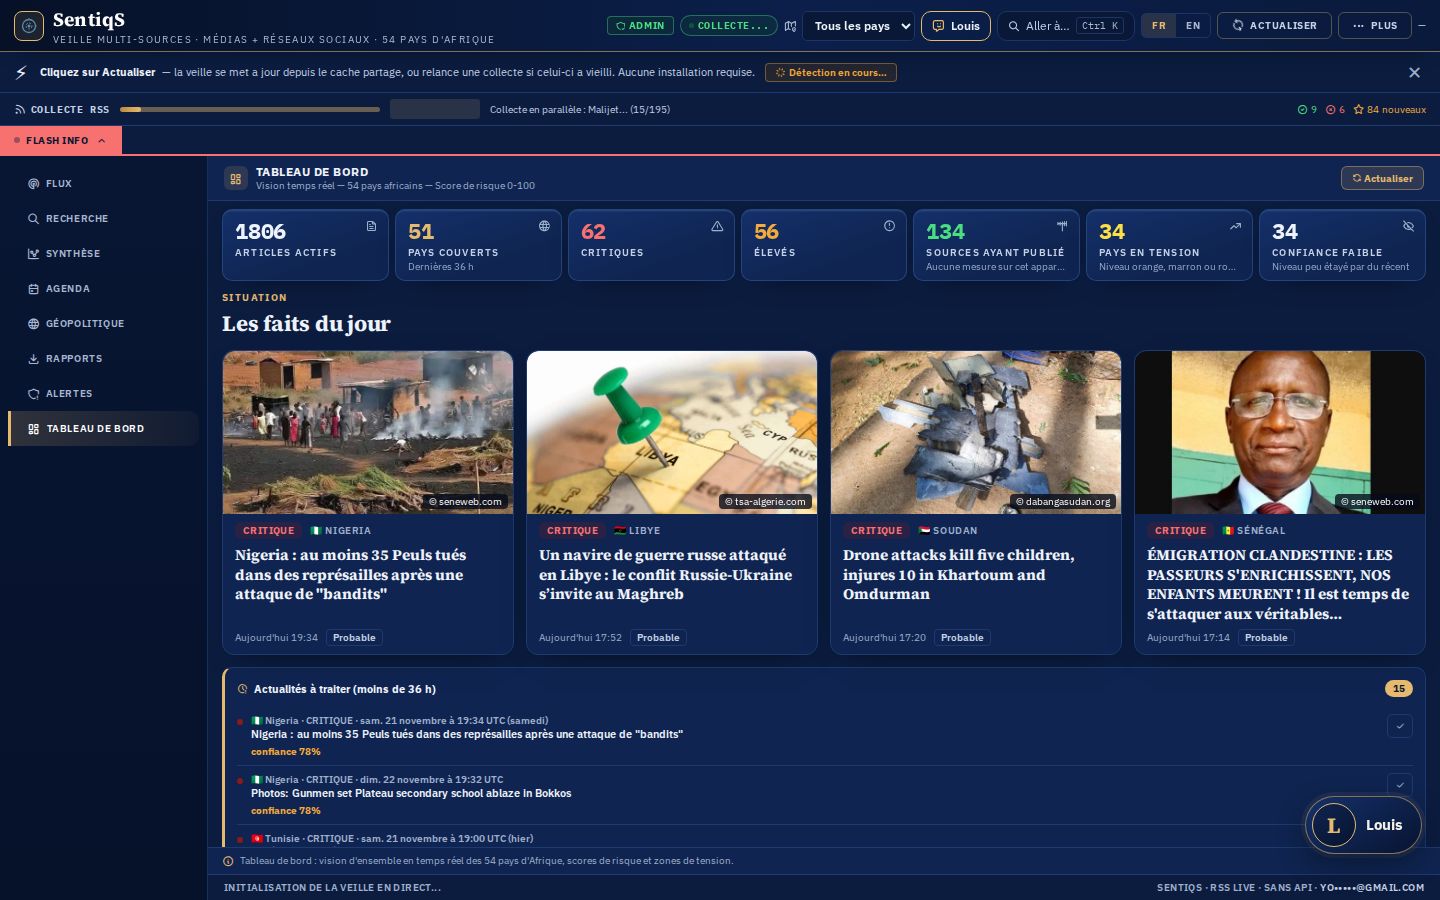 SentiqS
VEILLE MULTI-SOURCES · MÉDIAS + RÉSEAUX SOCIAUX · 54 PAYS D'AFRIQUE
ADMIN
COLLECTE...
Tous les pays
Louis
Aller à...
Ctrl K
FR
EN
ACTUALISER
PLUS
Cliquez sur Actualiser — la veille se met a jour depuis le cache partage, ou relance une collecte si celui-ci a vieilli. Aucune installation requise.
Détection en cours...
COLLECTE RSS
Collecte en parallèle : Malijet... (15/195)
9
6
84 nouveaux
FLASH INFO
FLUX
RECHERCHE
SYNTHÈSE
AGENDA
GÉOPOLITIQUE
RAPPORTS
ALERTES
TABLEAU DE BORD
TABLEAU DE BORD
Vision temps réel — 54 pays africains — Score de risque 0-100
Actualiser
1806
ARTICLES ACTIFS
51
PAYS COUVERTS
Dernières 36 h
62
CRITIQUES
56
ÉLEVÉS
134
SOURCES AYANT PUBLIÉ
Aucune mesure sur cet appar...
34
PAYS EN TENSION
Niveau orange, marron ou ro...
34
CONFIANCE FAIBLE
Niveau peu étayé par du récent
SITUATION
Les faits du jour
© seneweb.com
CRITIQUE
NIGERIA
Nigeria : au moins 35 Peuls tués
dans des représailles après une
attaque de "bandits"
Aujourd'hui 19:34
Probable
LIBYA
CYP
RUS
EG
NIGER
© tsa-algerie.com
CRITIQUE
LIBYE
Un navire de guerre russe attaqué
en Libye : le conflit Russie-Ukraine
s’invite au Maghreb
Aujourd'hui 17:52
Probable
© dabangasudan.org
CRITIQUE
SOUDAN
Drone attacks kill five children,
injures 10 in Khartoum and
Omdurman
Aujourd'hui 17:20
Probable
© seneweb.com
CRITIQUE
SÉNÉGAL
ÉMIGRATION CLANDESTINE : LES
PASSEURS S'ENRICHISSENT, NOS
ENFANTS MEURENT ! Il est temps de
s'attaquer aux véritables...
Aujourd'hui 17:14
Probable
Actualités à traiter (moins de 36 h)
15
Nigeria · CRITIQUE · sam. 21 novembre à 19:34 UTC (samedi)
Nigeria : au moins 35 Peuls tués dans des représailles après une attaque de "bandits"
confiance 78%
Nigeria · CRITIQUE · dim. 22 novembre à 19:32 UTC
Photos: Gunmen set Plateau secondary school ablaze in Bokkos
confiance 78%
Tunisie · CRITIQUE · sam. 21 novembre à 19:00 UTC (hier)
L
Louis
Tableau de bord : vision d'ensemble en temps réel des 54 pays d'Afrique, scores de risque et zones de tension.
INITIALISATION DE LA VEILLE EN DIRECT...
SENTIQS · RSS LIVE · SANS API · YO•••••@GMAIL.COM